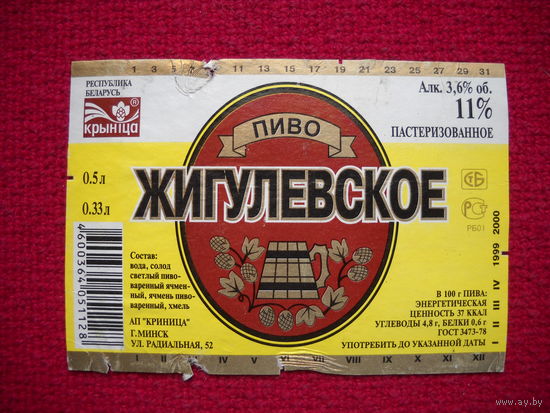 1 3 5 7 11 13 15 17 19 21 23 25 27 29 31
РЕСПУБЛИКА
БЕЛАРУСЬ
крынiца
®
Алк. 3,6% об.
11%
ПАСТЕРИЗОВАННОЕ
ПИВО
ЖИГУЛЕВСКОЕ
0.5 л
0.33 л
4600364051128
Состав:
вода, солод
светлый пиво-
варенный ячмен-
ный, ячмень пиво-
варенный, хмель
АП "КРИНИЦА"
Г.МИНСК
УЛ. РАДИАЛЬНАЯ, 52
СТБ
РСТ
РБ01
В 100 г ПИВА:
ЭНЕРГЕТИЧЕСКАЯ
ЦЕННОСТЬ 37 ККАЛ
УГЛЕВОДЫ 4,8 г, БЕЛКИ 0,6 г
ГОСТ 3473-78
УПОТРЕБИТЬ ДО УКАЗАННОЙ ДАТЫ
I II III IV 1999 2000
I II IV V VI VII VIII IX X XI XII
www.ay.by